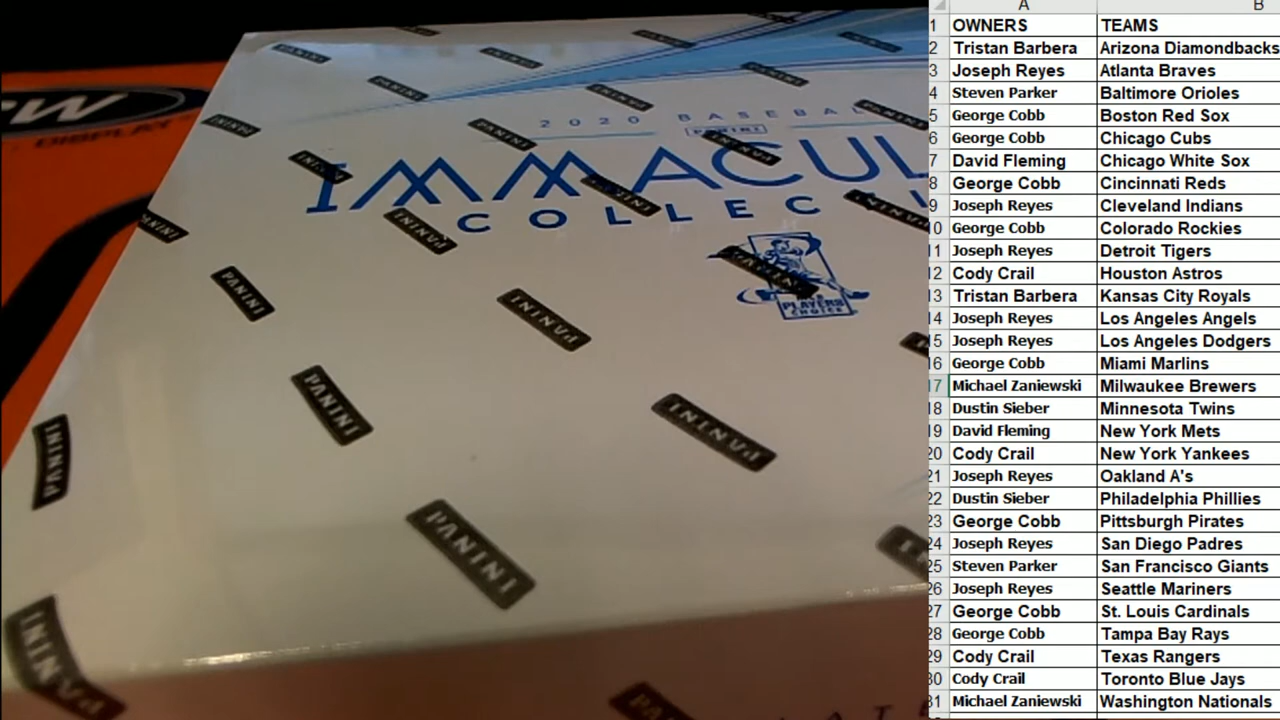 2020 BASEBAL
PANINI
IMMACUL
COLLEC
PLAYERS
CHOICE
PANINI
PANINI
PANINI
PANINI
PANINI
PANINI
PANINI
PANINI
A B
1 OWNERS TEAMS
2 Tristan Barbera Arizona Diamondbacks
3 Joseph Reyes Atlanta Braves
4 Steven Parker Baltimore Orioles
5 George Cobb Boston Red Sox
6 George Cobb Chicago Cubs
7 David Fleming Chicago White Sox
8 George Cobb Cincinnati Reds
9 Joseph Reyes Cleveland Indians
10 George Cobb Colorado Rockies
11 Joseph Reyes Detroit Tigers
12 Cody Crail Houston Astros
13 Tristan Barbera Kansas City Royals
14 Joseph Reyes Los Angeles Angels
15 Joseph Reyes Los Angeles Dodgers
16 George Cobb Miami Marlins
17 Michael Zaniewski Milwaukee Brewers
18 Dustin Sieber Minnesota Twins
19 David Fleming New York Mets
20 Cody Crail New York Yankees
21 Joseph Reyes Oakland A's
22 Dustin Sieber Philadelphia Phillies
23 George Cobb Pittsburgh Pirates
24 Joseph Reyes San Diego Padres
25 Steven Parker San Francisco Giants
26 Joseph Reyes Seattle Mariners
27 George Cobb St. Louis Cardinals
28 George Cobb Tampa Bay Rays
29 Cody Crail Texas Rangers
30 Cody Crail Toronto Blue Jays
31 Michael Zaniewski Washington Nationals